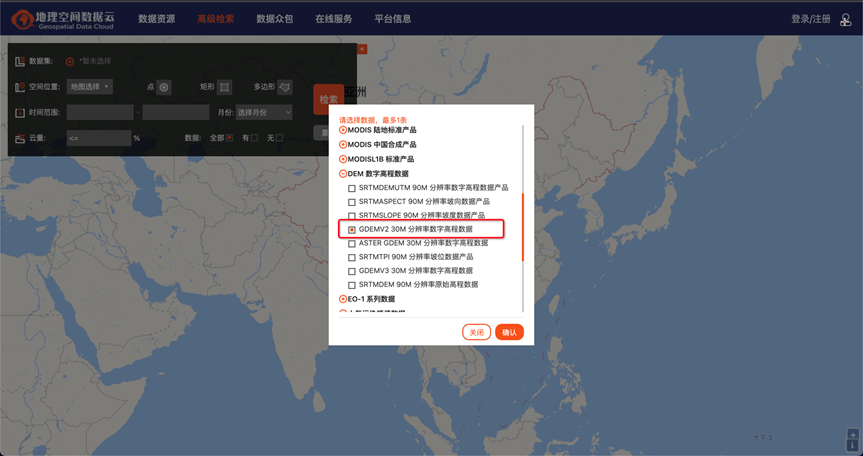 地理空间数据云
Geospatial Data Cloud
数据资源 高级检索 数据众包 在线服务 平台信息
登录/注册
数据集: *暂未选择
空间位置: 地图选择 点 矩形 多边形
检索
亚洲
时间范围: - 月份: 选择月份
云量: <= % 数据: 全部 有 无
请选择数据，最多1条
MODIS 陆地标准产品
MODIS 中国合成产品
MODISL1B 标准产品
DEM 数字高程数据
SRTMDEMUTM 90M 分辨率数字高程数据产品
SRTMASPECT 90M 分辨率坡向数据产品
SRTMSLOPE 90M 分辨率坡度数据产品
GDEMV2 30M 分辨率数字高程数据
ASTER GDEM 30M 分辨率数字高程数据
SRTMTPI 90M 分辨率坡位数据产品
GDEMV3 30M 分辨率数字高程数据
SRTMDEM 90M 分辨率原始高程数据
EO-1 系列数据
关闭 确认
太平洋